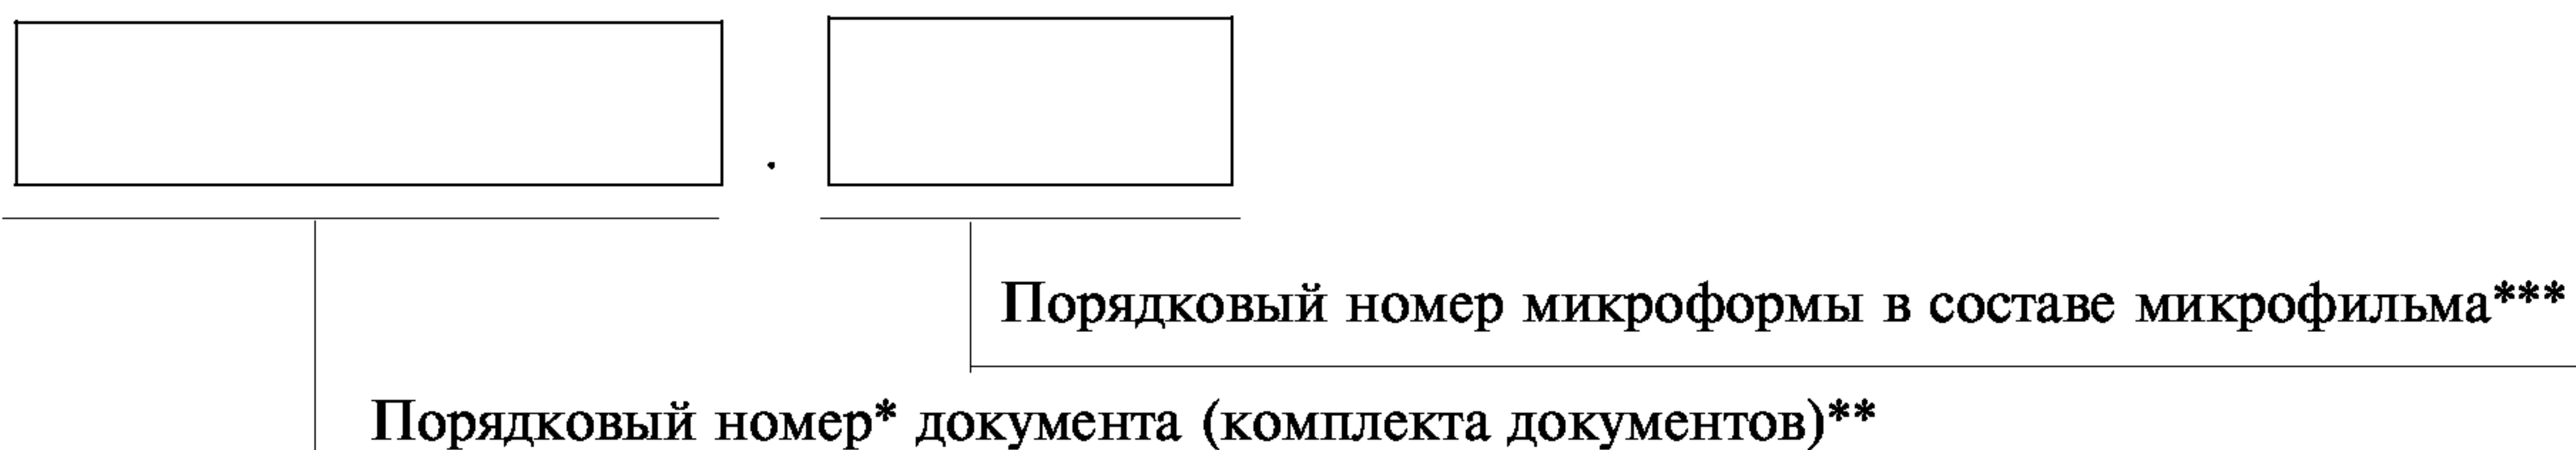 .
Порядковый номер микроформы в составе микрофильма***
Порядковый номер* документа (комплекта документов)**